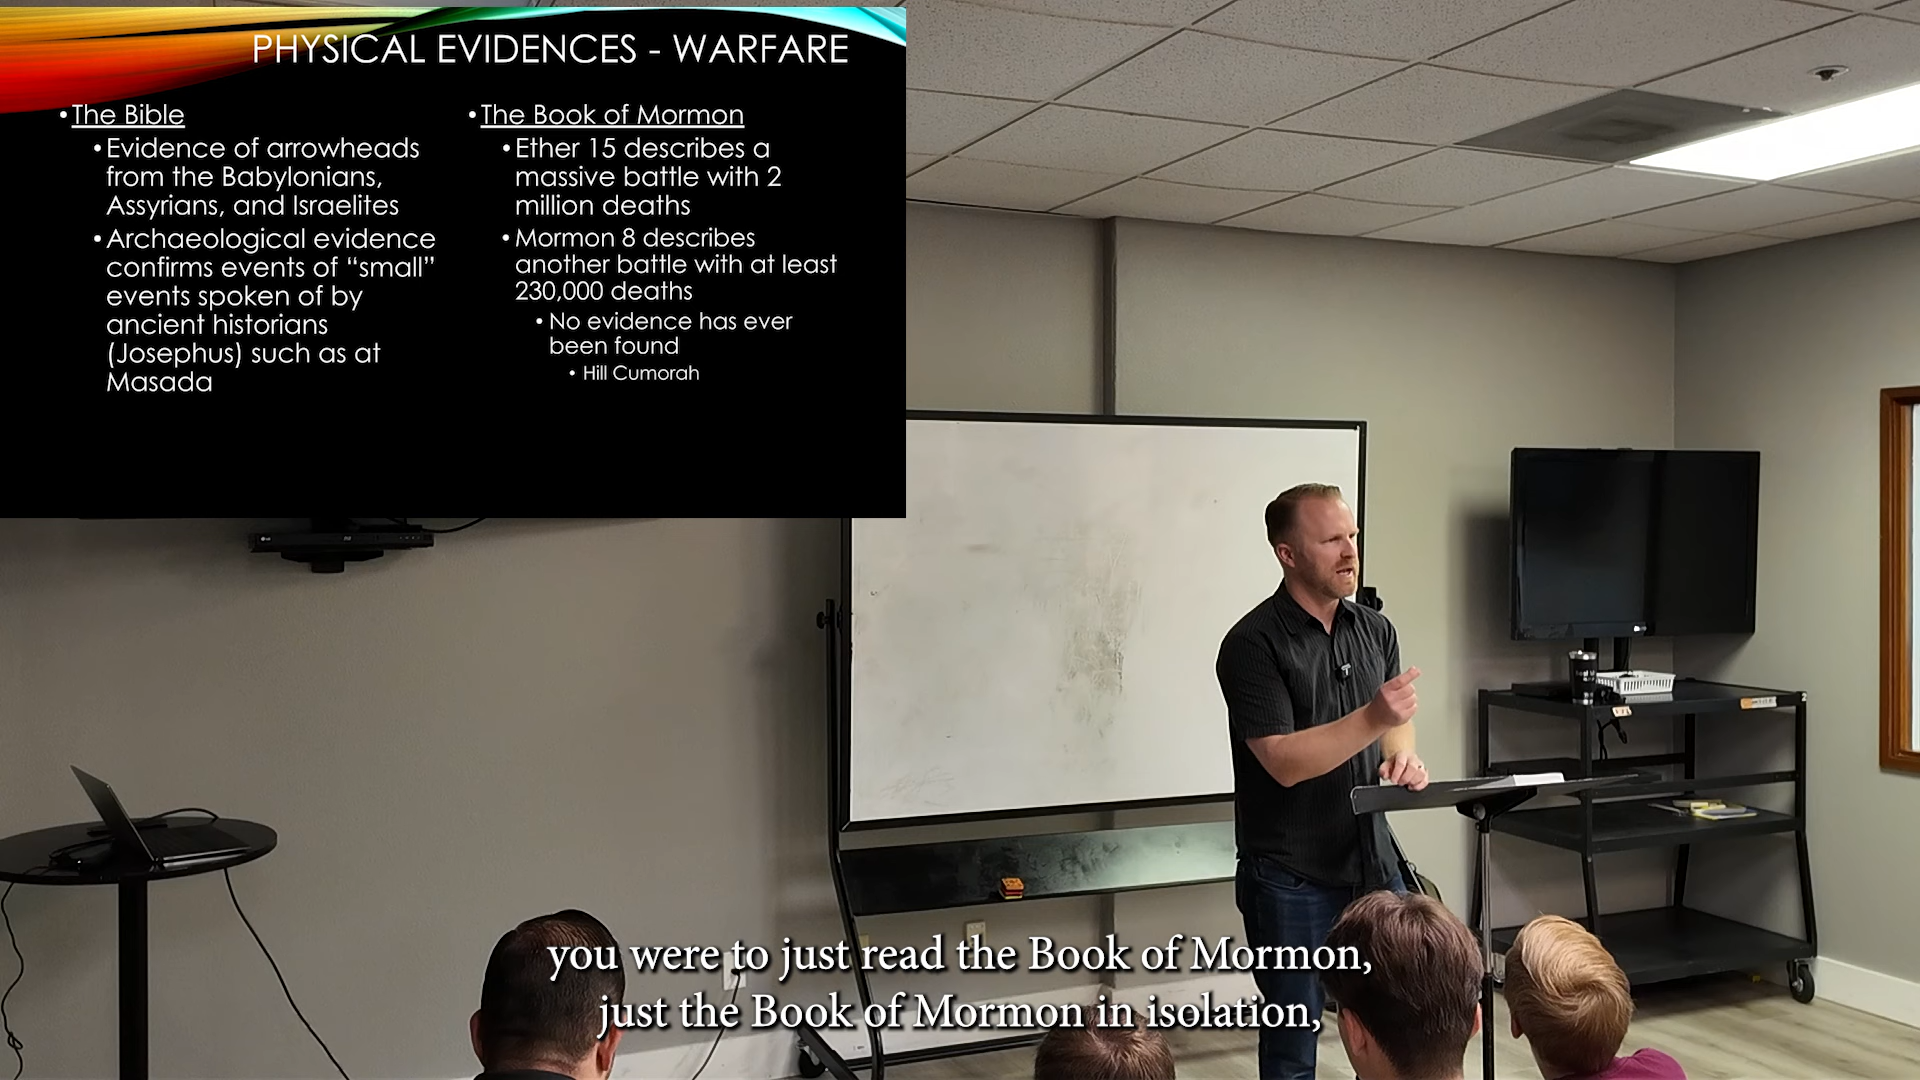 PHYSICAL EVIDENCES - WARFARE
• The Bible
• Evidence of arrowheads
from the Babylonians,
Assyrians, and Israelites
• Archaeological evidence
confirms events of “small”
events spoken of by
ancient historians
(Josephus) such as at
Masada
• The Book of Mormon
• Ether 15 describes a
massive battle with 2
million deaths
• Mormon 8 describes
another battle with at least
230,000 deaths
• No evidence has ever
been found
• Hill Cumorah
you were to just read the Book of Mormon,
just the Book of Mormon in isolation,